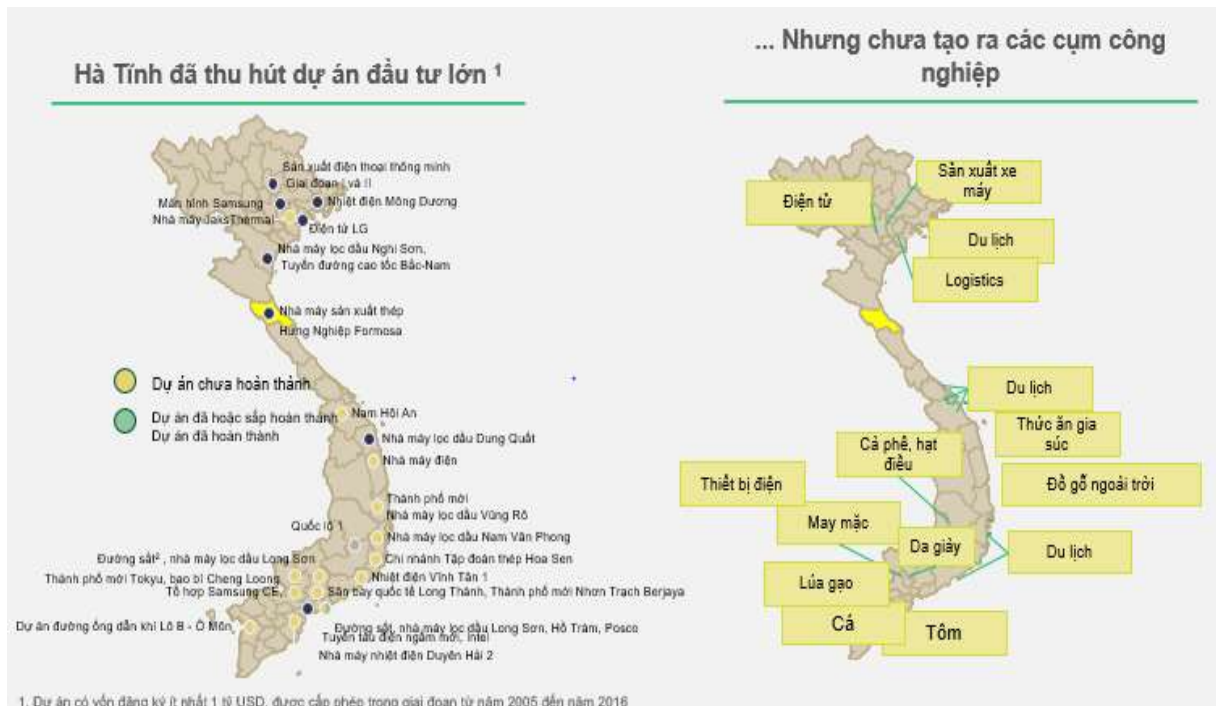 Hà Tĩnh đã thu hút dự án đầu tư lớn ¹
Sản xuất điện thoại thông minh
Giai đoạn I và II
Màn hình Samsung
Nhiệt điện Mông Dương
Nhà máy JaksThermal
Điện tử LG
Nhà máy lọc dầu Nghi Sơn,
Tuyến đường cao tốc Bắc-Nam
Nhà máy sản xuất thép
Hưng Nghiệp Formosa
Dự án chưa hoàn thành
Dự án đã hoặc sắp hoàn thành
Dự án đã hoàn thành
Nam Hội An
Nhà máy lọc dầu Dung Quất
Nhà máy điện
Thành phố mới
Nhà máy lọc dầu Vũng Rô
Quốc lộ 1
Nhà máy lọc dầu Nam Vân Phong
Đường sắt², nhà máy lọc dầu Long Sơn
Chi nhánh Tập đoàn thép Hoa Sen
Thành phố mới Tokyu, bao bì Cheng Loong
Nhiệt điện Vĩnh Tân 1
Tổ hợp Samsung CE,
Sân bay quốc tế Long Thành, Thành phố mới Nhơn Trạch Berjaya
Dự án đường ống dẫn khí Lô B - Ô Môn
Đường sắt, nhà máy lọc dầu Long Sơn, Hồ Tràm, Posco
Tuyến tàu điện ngầm mới, Intel
Nhà máy nhiệt điện Duyên Hải 2
1. Dự án có vốn đăng ký ít nhất 1 tỷ USD, được cấp phép trong giai đoạn từ năm 2005 đến năm 2016
... Nhưng chưa tạo ra các cụm công
nghiệp
Sản xuất xe
máy
Điện tử
Du lịch
Logistics
Du lịch
Thức ăn gia
súc
Cà phê, hạt
điều
Thiết bị điện
Đồ gỗ ngoài trời
May mặc
Da giày
Du lịch
Lúa gạo
Cá
Tôm